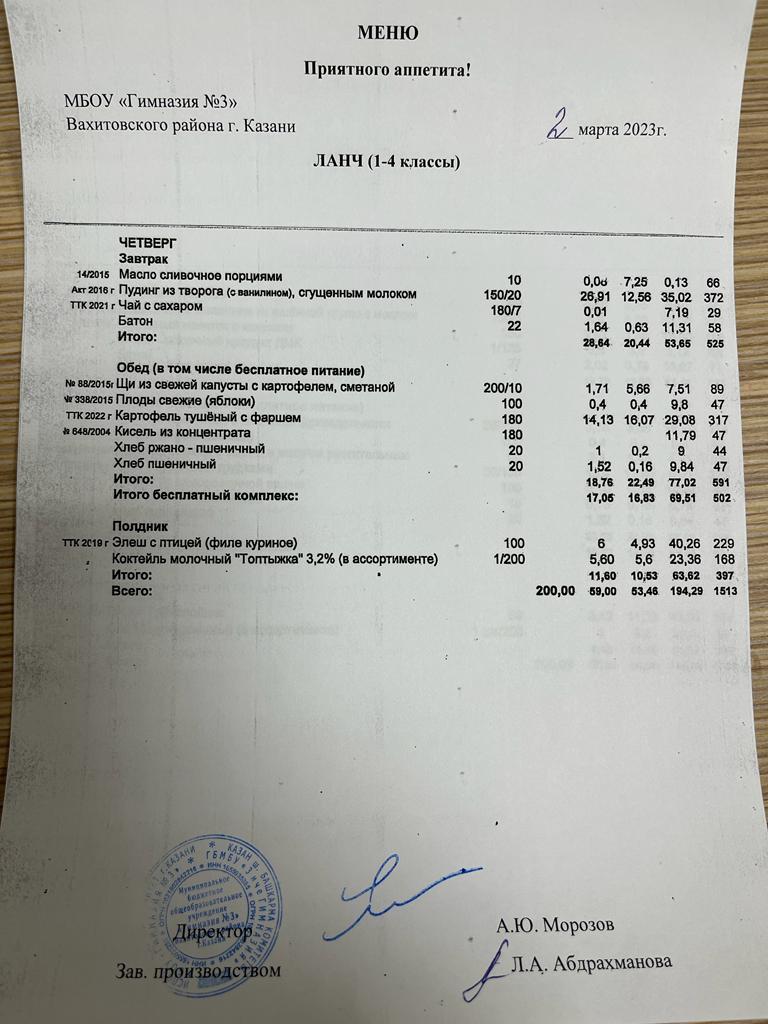 МЕНЮ
Приятного аппетита!
МБОУ «Гимназия №3»
Вахитовского района г. Казани
2 марта 2023г.
ЛАНЧ (1-4 классы)
ЧЕТВЕРГ
Завтрак
14/2015 Масло сливочное порциями 10 0,08 7,25 0,13 66
Акт 2016 г Пудинг из творога (с ванилином), сгущенным молоком 150/20 26,91 12,56 35,02 372
ТТК 2021 г Чай с сахаром 180/7 0,01 7,19 29
Батон 22 1,64 0,63 11,31 58
Итого: 28,64 20,44 53,65 525
Обед (в том числе бесплатное питание)
№ 88/2015г Щи из свежей капусты с картофелем, сметаной 200/10 1,71 5,66 7,51 89
№ 338/2015 Плоды свежие (яблоки) 100 0,4 0,4 9,8 47
ТТК 2022 г Картофель тушёный с фаршем 180 14,13 16,07 29,08 317
№ 648/2004 Кисель из концентрата 180 11,79 47
Хлеб ржано - пшеничный 20 1 0,2 9 44
Хлеб пшеничный 20 1,52 0,16 9,84 47
Итого: 18,76 22,49 77,02 591
Итого бесплатный комплекс: 17,05 16,83 69,51 502
Полдник
ТТК 2019 г Элеш с птицей (филе куриное) 100 6 4,93 40,26 229
Коктейль молочный "Топтыжка" 3,2% (в ассортименте) 1/200 5,60 5,6 23,36 168
Итого: 11,60 10,53 63,62 397
Всего: 200,00 59,00 53,46 194,29 1513
Муниципальное
бюджетное
общеобразовательное
учреждение
Директор
А.Ю. Морозов
Зав. производством
Л.А. Абдрахманова